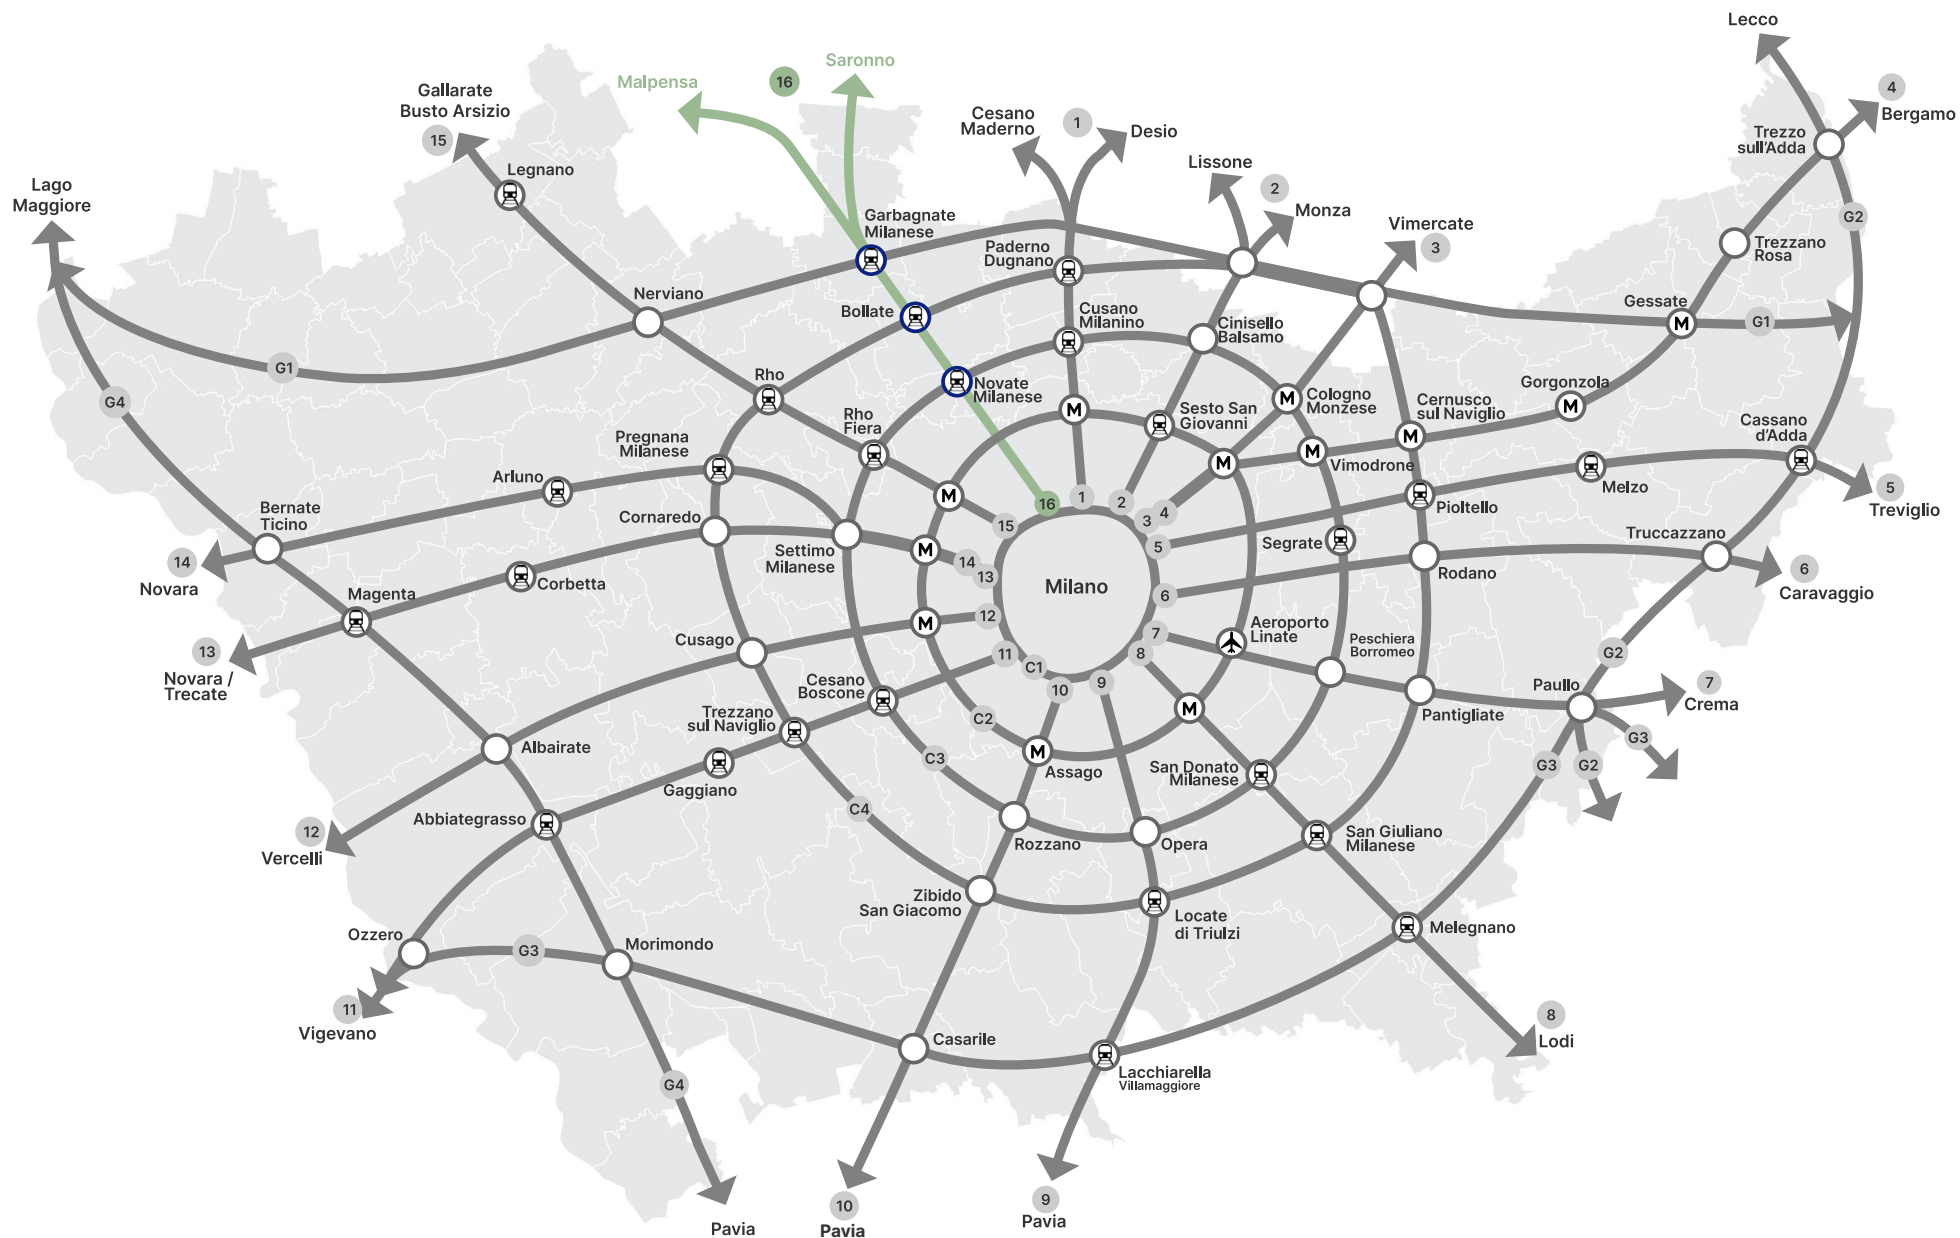 Lecco
4
Bergamo
Trezzo
sull'Adda
Saronno
16
Malpensa
Gallarate
Busto Arsizio
15
Legnano
Cesano
Maderno
1
Desio
Lissone
2
Monza
Vimercate
3
Lago
Maggiore
Garbagnate
Milanese
Paderno
Dugnano
G2
Trezzano
Rosa
Nerviano
Bollate
Cusano
Milanino
Cinisello
Balsamo
Gessate
M
G1
G1
G4
Rho
Novate
Milanese
Gorgonzola
M
M
Cologno
Monzese
Cernusco
sul Naviglio
M
Rho
Fiera
M
Sesto San
Giovanni
Cassano
d'Adda
Pregnana
Milanese
M
M
Vimodrone
Arluno
Melzo
5
Treviglio
M
16
1
2
3
4
Pioltello
Bernate
Ticino
Cornaredo
15
Settimo
Milanese
M
14
13
5
Segrate
Truccazzano
14
Novara
Corbetta
Milano
Rodano
6
Caravaggio
Magenta
6
13
Novara /
Trecate
Cusago
M
12
7
Aeroporto
Linate
Peschiera
Borromeo
G2
11
C1
8
Cesano
Boscone
10
9
Paullo
7
Crema
Trezzano
sul Naviglio
C2
M
Pantigliate
G3
Albairate
C3
M
Assago
San Donato
Milanese
G3
G2
Gaggiano
Abbiategrasso
C4
12
Vercelli
Rozzano
Opera
San Giuliano
Milanese
Zibido
San Giacomo
Locate
di Triulzi
Melegnano
Ozzero
G3
Morimondo
11
Vigevano
8
Lodi
Casarile
Lacchiarella
Villamaggiore
G4
Pavia
10
Pavia
9
Pavia